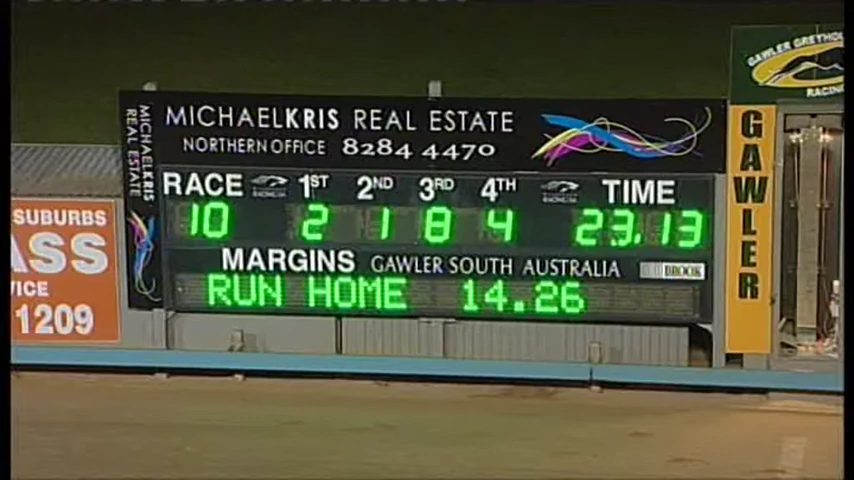 GAWLER GREYHOUND
RACING
MICHAELKRIS REAL ESTATE
NORTHERN OFFICE 8284 4470
MICHAELKRIS
REAL ESTATE
RACE 1ST 2ND 3RD 4TH TIME
10 2 1 8 4 23.13
MARGINS GAWLER SOUTH AUSTRALIA BROOK
RUN HOME 14.26
GAWLER
SUBURBS
ASS
ICE
1209